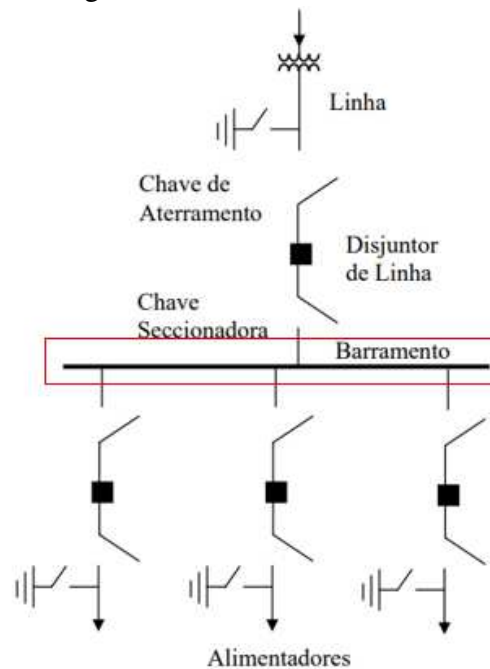 Linha
Chave de
Aterramento
Disjuntor
de Linha
Chave
Seccionadora
Barramento
Alimentadores